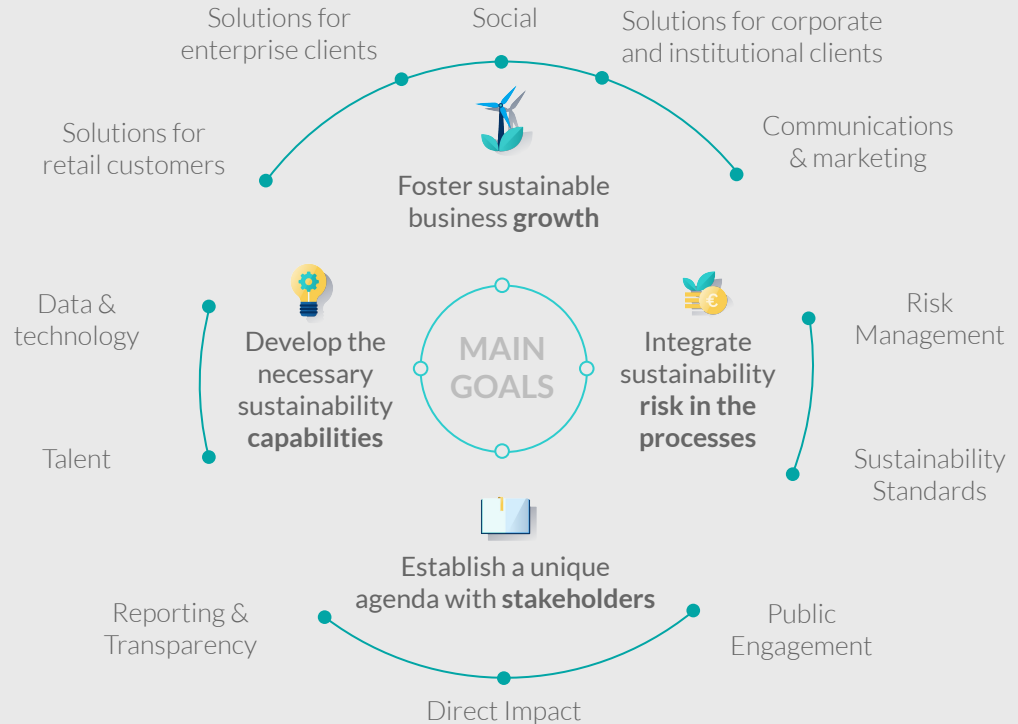 Solutions for
enterprise clients
Social
Solutions for corporate
and institutional clients
Solutions for
retail customers
Communications
& marketing
Foster sustainable
business growth
Data &
technology
Develop the
necessary
sustainability
capabilities
MAIN
GOALS
Integrate
sustainability
risk in the
processes
Risk
Management
Talent
Sustainability
Standards
Establish a unique
agenda with stakeholders
Reporting &
Transparency
Public
Engagement
Direct Impact